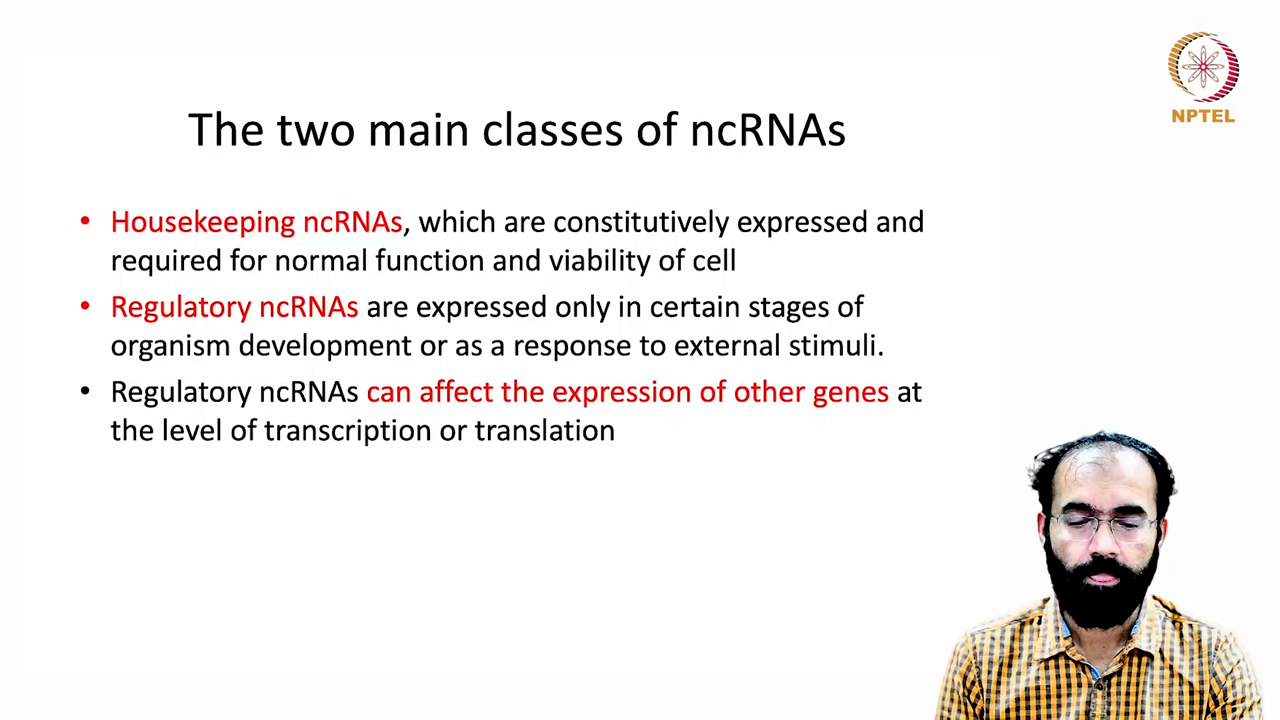 NPTEL
The two main classes of ncRNAs
• Housekeeping ncRNAs, which are constitutively expressed and
required for normal function and viability of cell
• Regulatory ncRNAs are expressed only in certain stages of
organism development or as a response to external stimuli.
• Regulatory ncRNAs can affect the expression of other genes at
the level of transcription or translation